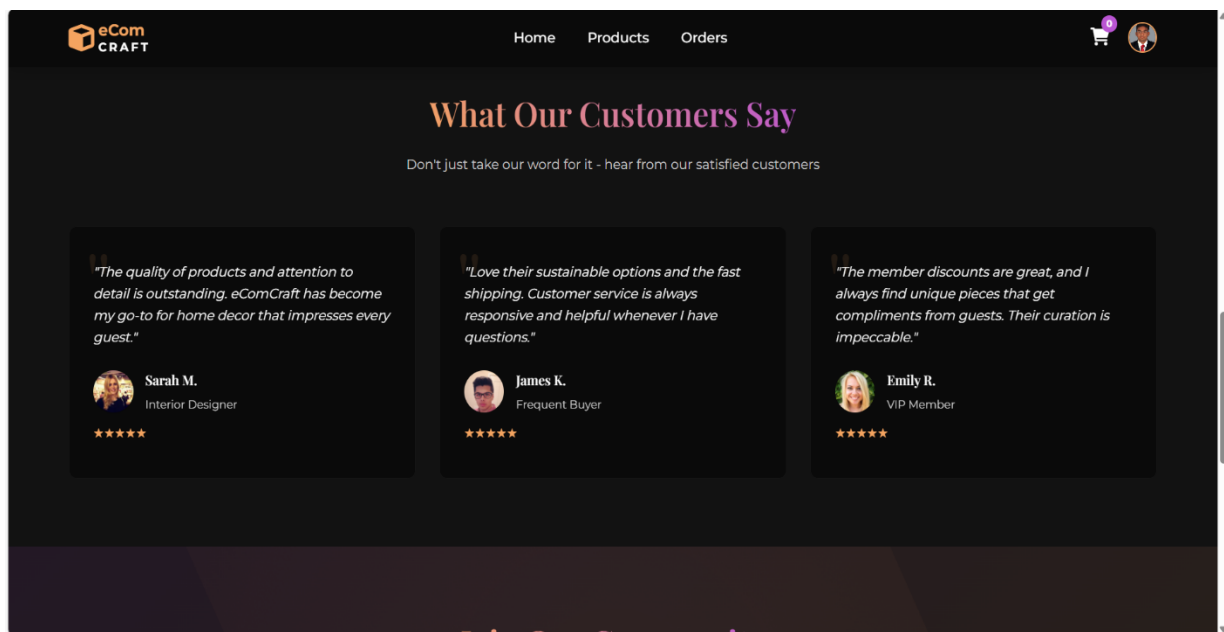 eCom
CRAFT
Home Products Orders
0
What Our Customers Say
Don't just take our word for it - hear from our satisfied customers
"The quality of products and attention to
detail is outstanding. eComCraft has become
my go-to for home decor that impresses every
guest."
Sarah M.
Interior Designer
"Love their sustainable options and the fast
shipping. Customer service is always
responsive and helpful whenever I have
questions."
James K.
Frequent Buyer
"The member discounts are great, and I
always find unique pieces that get
compliments from guests. Their curation is
impeccable."
Emily R.
VIP Member